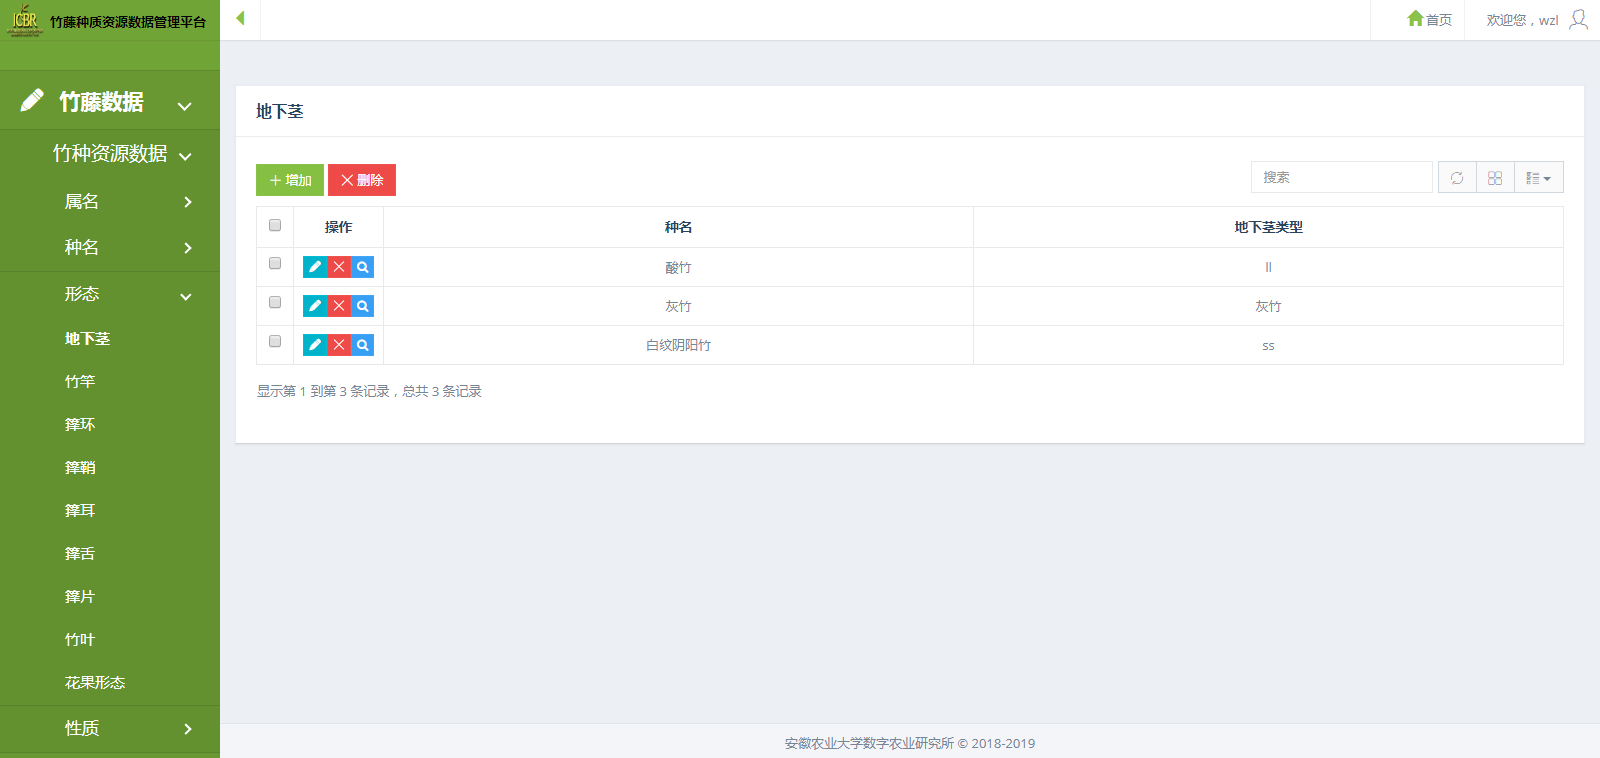 ICBR 竹藤种质资源数据管理平台
首页
欢迎您，wzl
竹藤数据
竹种资源数据
属名
种名
形态
地下茎
竹竿
箨环
箨鞘
箨耳
箨舌
箨片
竹叶
花果形态
性质
地下茎
增加 删除
搜索
操作 种名 地下茎类型
酸竹 ll
灰竹 灰竹
白纹阴阳竹 ss
显示第 1 到第 3 条记录，总共 3 条记录
安徽农业大学数字农业研究所 © 2018-2019